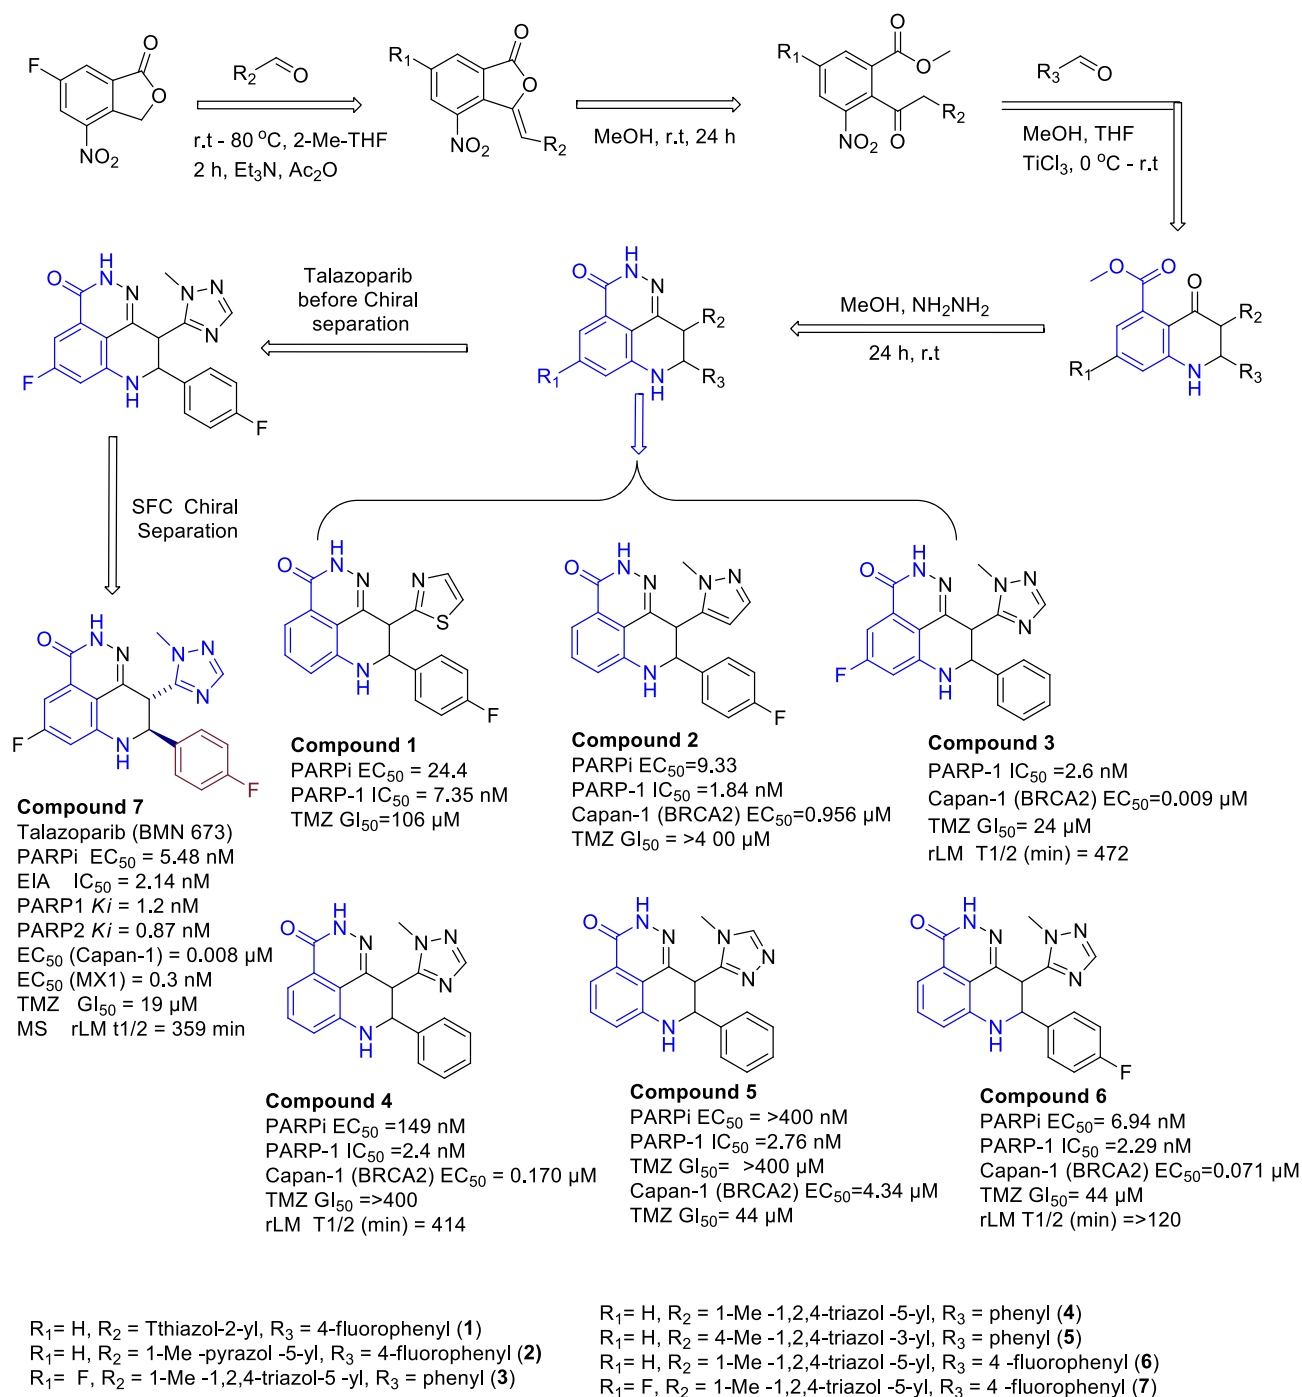 F
O
O
NO2
R2
O
r.t - 80 °C, 2-Me-THF
2 h, Et3N, Ac2O
R1
O
O
NO2
R2
MeOH, r.t, 24 h
R1
O
O
NO2
O
R2
R3
O
MeOH, THF
TiCl3, 0 °C - r.t
O
O
O
R2
R1
N
H
R3
MeOH, NH2NH2
24 h, r.t
H
O
N
N
R2
R1
N
H
R3
Talazoparib
before Chiral
separation
H
O
N
N
N
N
N
F
N
H
F
SFC Chiral
Separation
H
O
N
N
N
S
N
H
F
Compound 1
PARPi EC50 = 24.4
PARP-1 IC50 = 7.35 nM
TMZ GI50=106 µM
H
O
N
N
N
N
N
H
F
Compound 2
PARPi EC50=9.33
PARP-1 IC50 =1.84 nM
Capan-1 (BRCA2) EC50=0.956 µM
TMZ GI50 = >4 00 µM
H
O
N
N
N
N
N
F
N
H
Compound 3
PARP-1 IC50 =2.6 nM
Capan-1 (BRCA2) EC50=0.009 µM
TMZ GI50= 24 µM
rLM T1/2 (min) = 472
O
H
N
N
N
N
N
F
N
H
F
Compound 7
Talazoparib (BMN 673)
PARPi EC50 = 5.48 nM
EIA IC50 = 2.14 nM
PARP1 Ki = 1.2 nM
PARP2 Ki = 0.87 nM
EC50 (Capan-1) = 0.008 µM
EC50 (MX1) = 0.3 nM
TMZ GI50 = 19 µM
MS rLM t1/2 = 359 min
H
O
N
N
N
N
N
N
H
Compound 4
PARPi EC50 =149 nM
PARP-1 IC50 =2.4 nM
Capan-1 (BRCA2) EC50 = 0.170 µM
TMZ GI50 =>400
rLM T1/2 (min) = 414
H
O
N
N
N
N
N
N
H
Compound 5
PARPi EC50 = >400 nM
PARP-1 IC50 =2.76 nM
TMZ GI50= >400 µM
Capan-1 (BRCA2) EC50=4.34 µM
TMZ GI50= 44 µM
H
O
N
N
N
N
N
N
H
F
Compound 6
PARPi EC50= 6.94 nM
PARP-1 IC50 =2.29 nM
Capan-1 (BRCA2) EC50=0.071 µM
TMZ GI50= 44 µM
rLM T1/2 (min) =>120
R1= H, R2 = Tthiazol-2-yl, R3 = 4-fluorophenyl (1)
R1= H, R2 = 1-Me -pyrazol -5-yl, R3 = 4-fluorophenyl (2)
R1= F, R2 = 1-Me -1,2,4-triazol-5 -yl, R3 = phenyl (3)
R1= H, R2 = 1-Me -1,2,4-triazol -5-yl, R3 = phenyl (4)
R1= H, R2 = 4-Me -1,2,4-triazol -3-yl, R3 = phenyl (5)
R1= H, R2 = 1-Me -1,2,4-triazol -5-yl, R3 = 4 -fluorophenyl (6)
R1= F, R2 = 1-Me -1,2,4-triazol -5-yl, R3 = 4 -fluorophenyl (7)